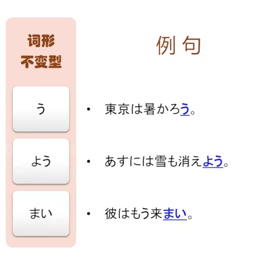 词形
不变型
例句
う
• 東京は暑かろう。
よう
• あすには雪も消えよう。
まい
• 彼はもう来まい。